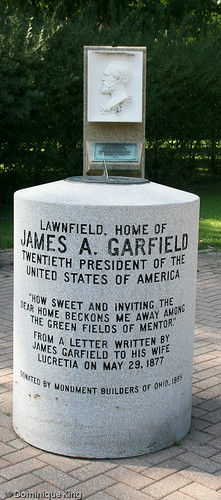 LAWNFIELD, HOME OF
JAMES A. GARFIELD
TWENTIETH PRESIDENT OF THE
UNITED STATES OF AMERICA
"HOW SWEET AND INVITING THE
DEAR HOME BECKONS ME AWAY AMONG
THE GREEN FIELDS OF MENTOR."
FROM A LETTER WRITTEN BY
JAMES GARFIELD TO HIS WIFE
LUCRETIA ON MAY 29, 1877
DONATED BY MONUMENT BUILDERS OF OHIO, 1995
© Dominique King